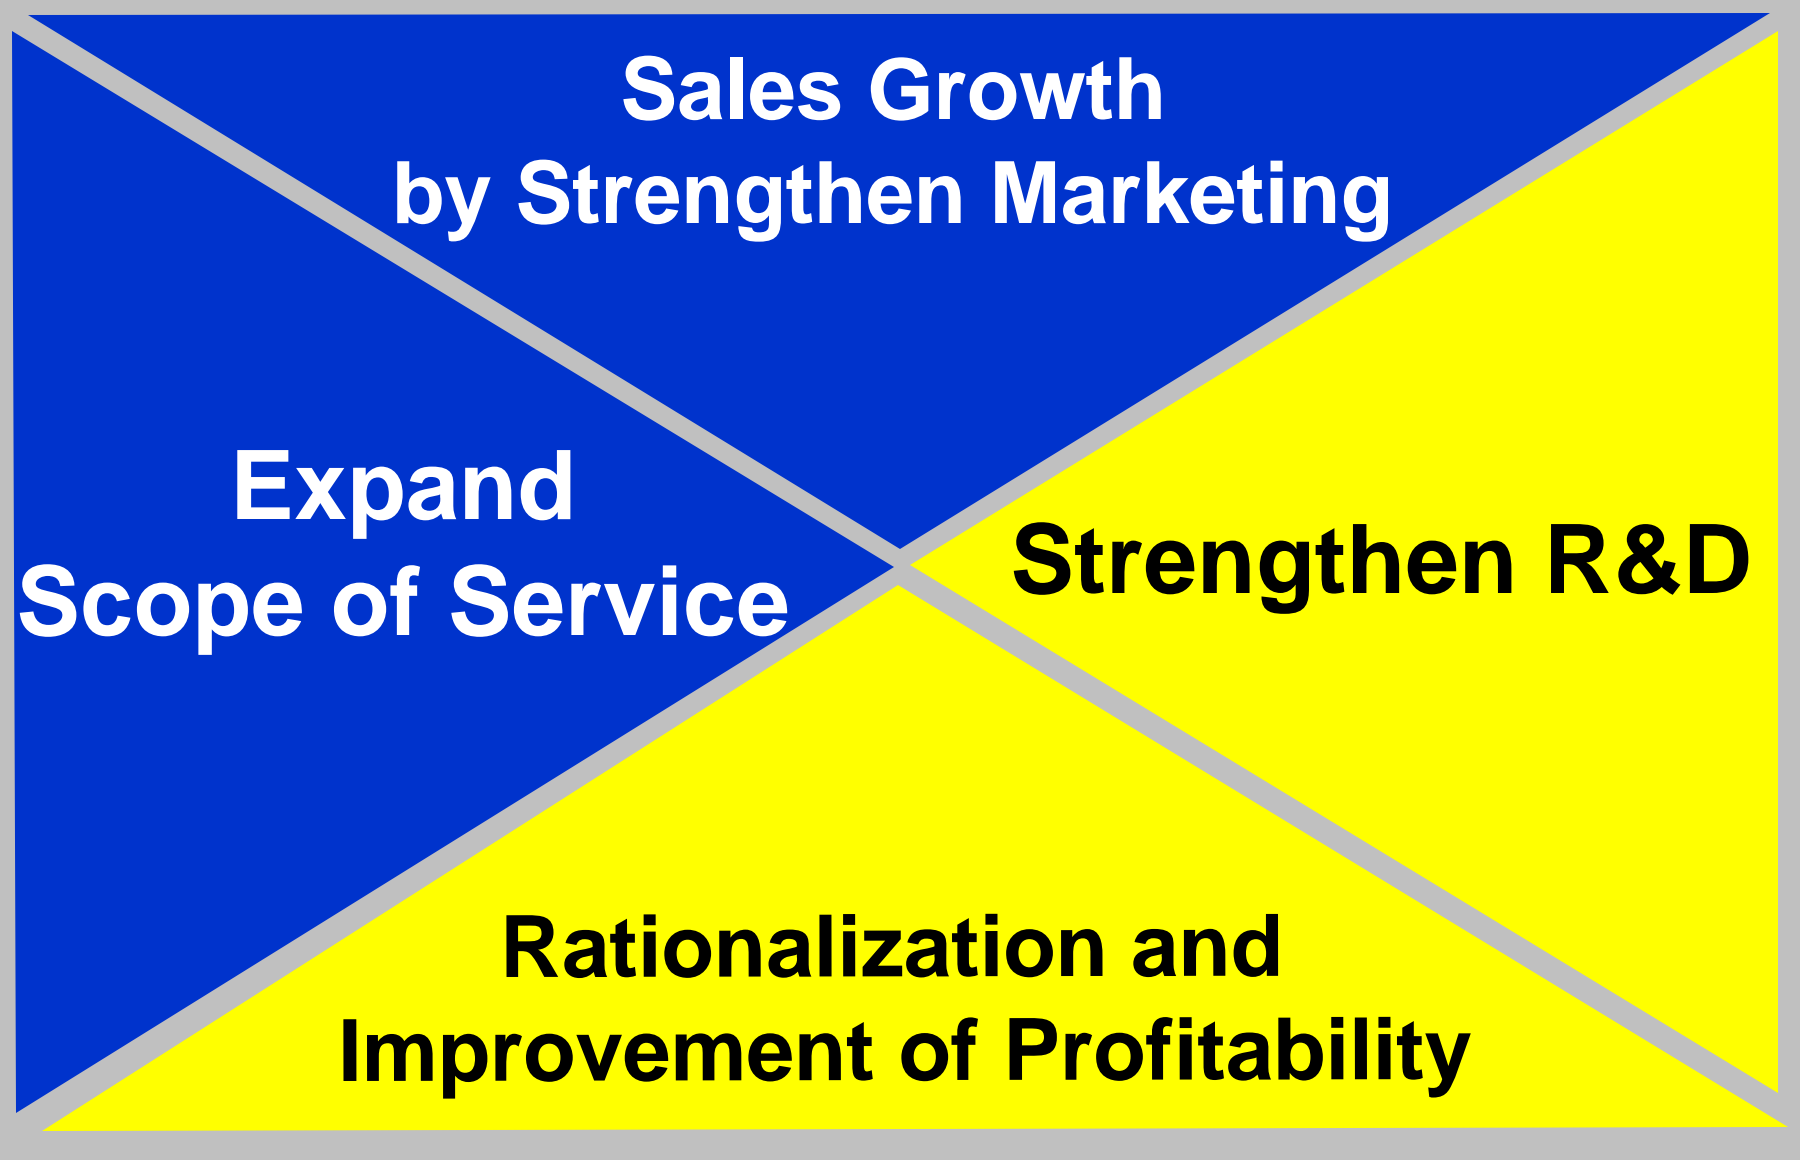 Sales Growth
by Strengthen Marketing
Expand
Scope of Service
Strengthen R&D
Rationalization and
Improvement of Profitability